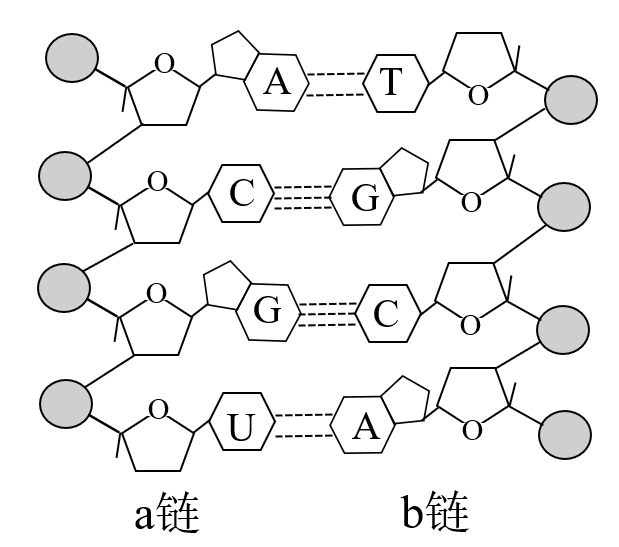 O A T O
O C G O
O G C O
O U A O
a链 b链